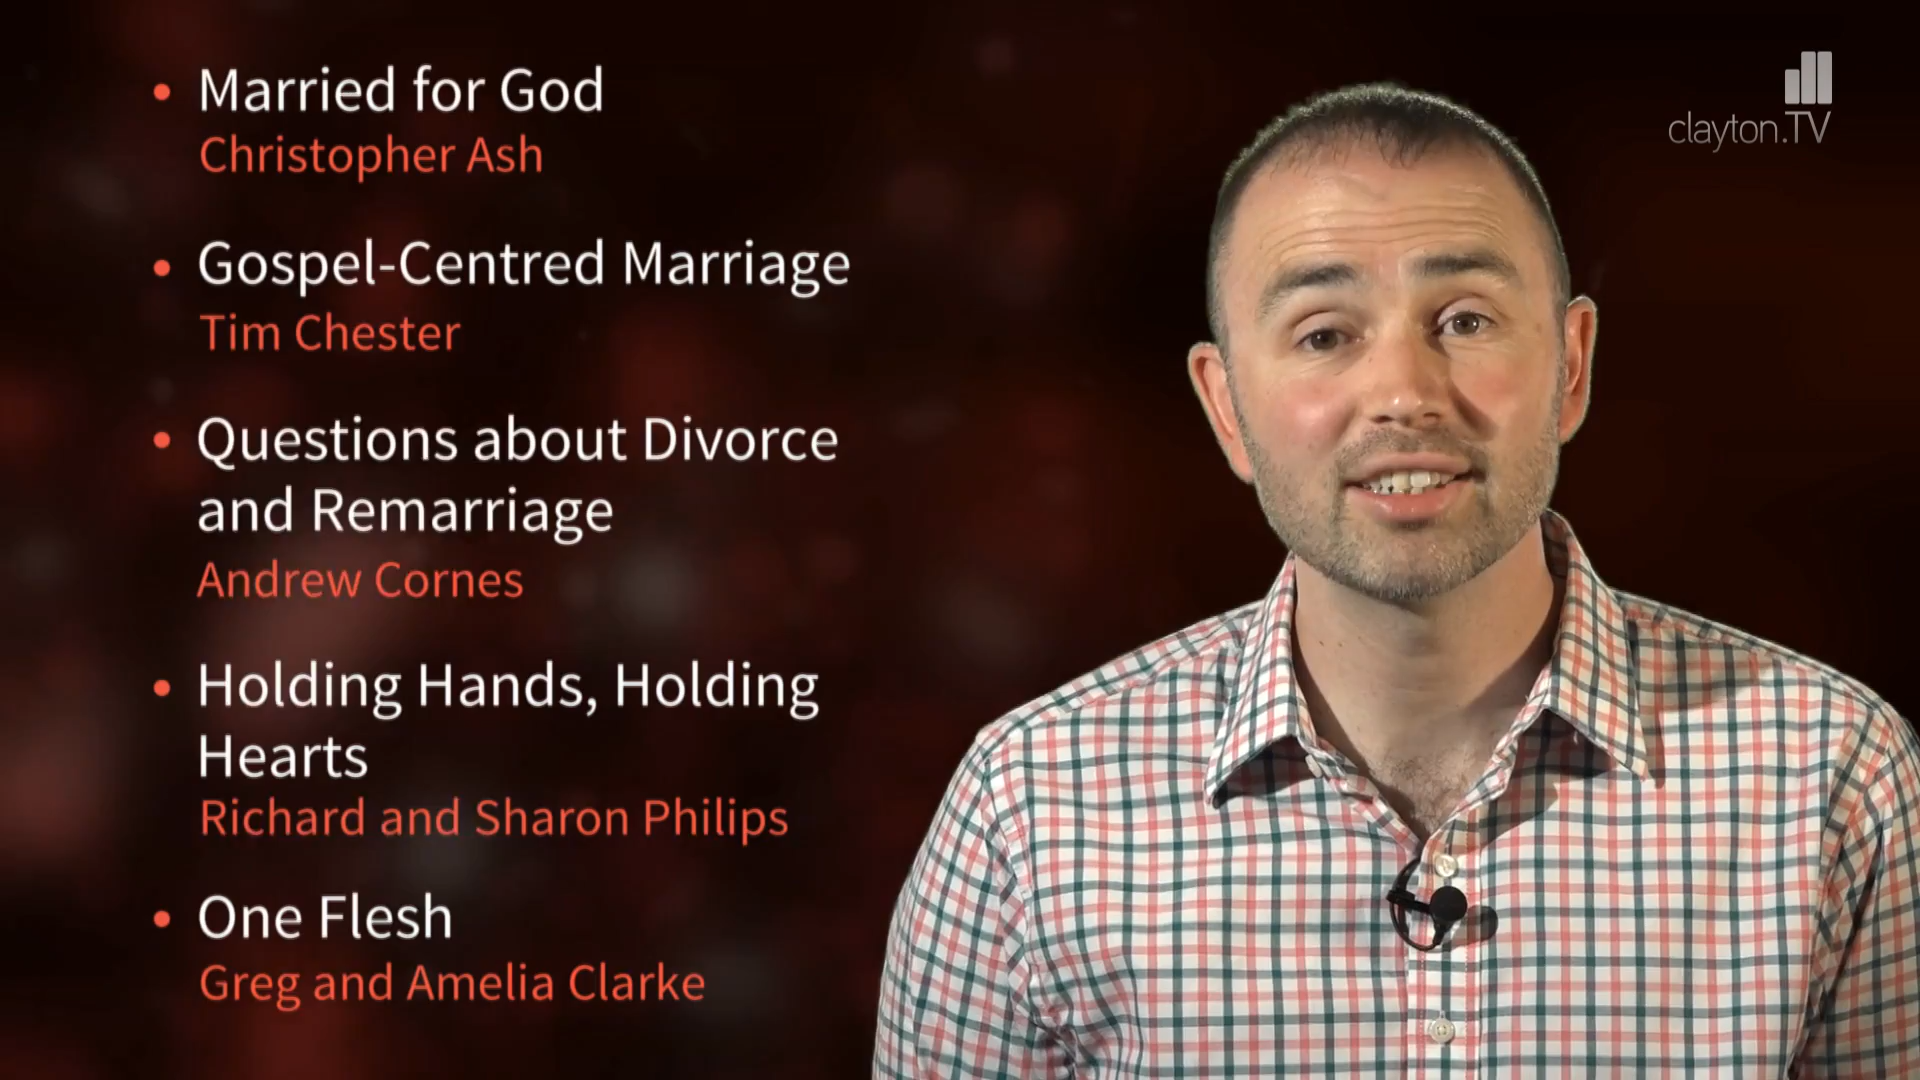 Married for God
Christopher Ash
Gospel-Centred Marriage
Tim Chester
Questions about Divorce
and Remarriage
Andrew Cornes
Holding Hands, Holding
Hearts
Richard and Sharon Philips
One Flesh
Greg and Amelia Clarke
clayton.TV